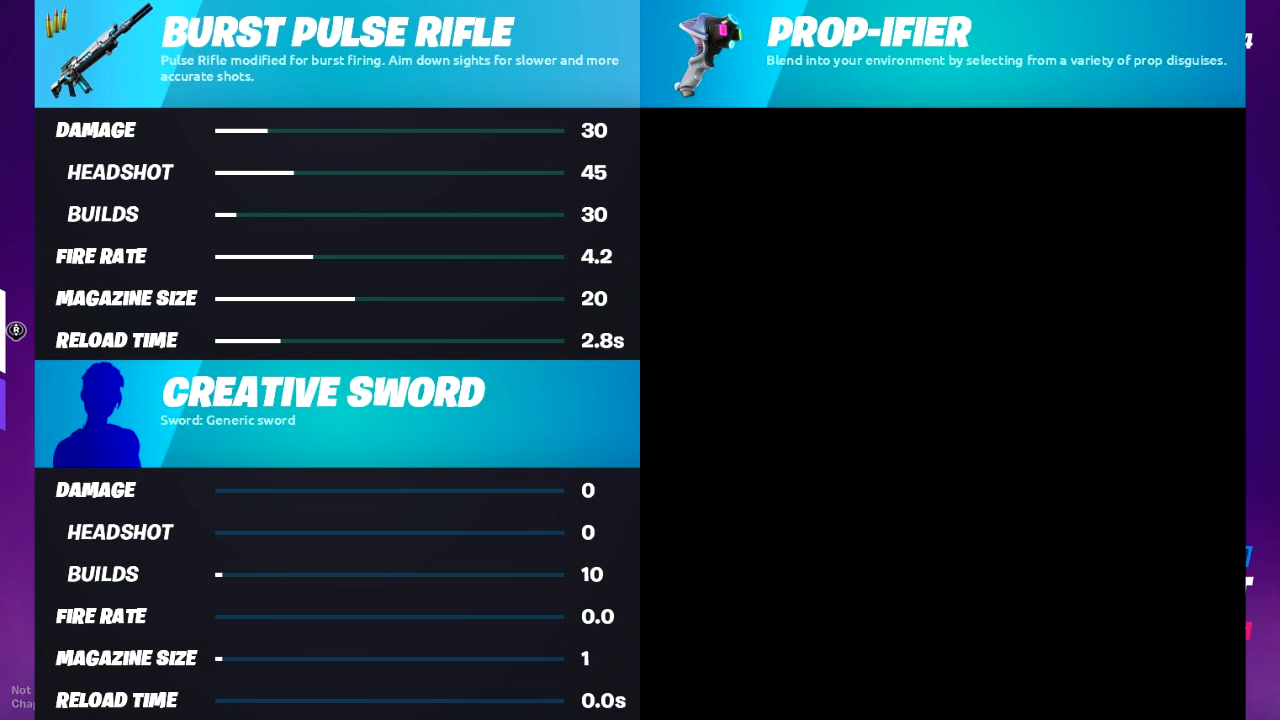 BURST PULSE RIFLE
Pulse Rifle modified for burst firing. Aim down sights for slower and more
accurate shots.
DAMAGE 30
HEADSHOT 45
BUILDS 30
FIRE RATE 4.2
MAGAZINE SIZE 20
RELOAD TIME 2.8s
PROP-IFIER
Blend into your environment by selecting from a variety of prop disguises.
CREATIVE SWORD
Sword: Generic sword
DAMAGE 0
HEADSHOT 0
BUILDS 10
FIRE RATE 0.0
MAGAZINE SIZE 1
RELOAD TIME 0.0s
R
4
Not
Chap